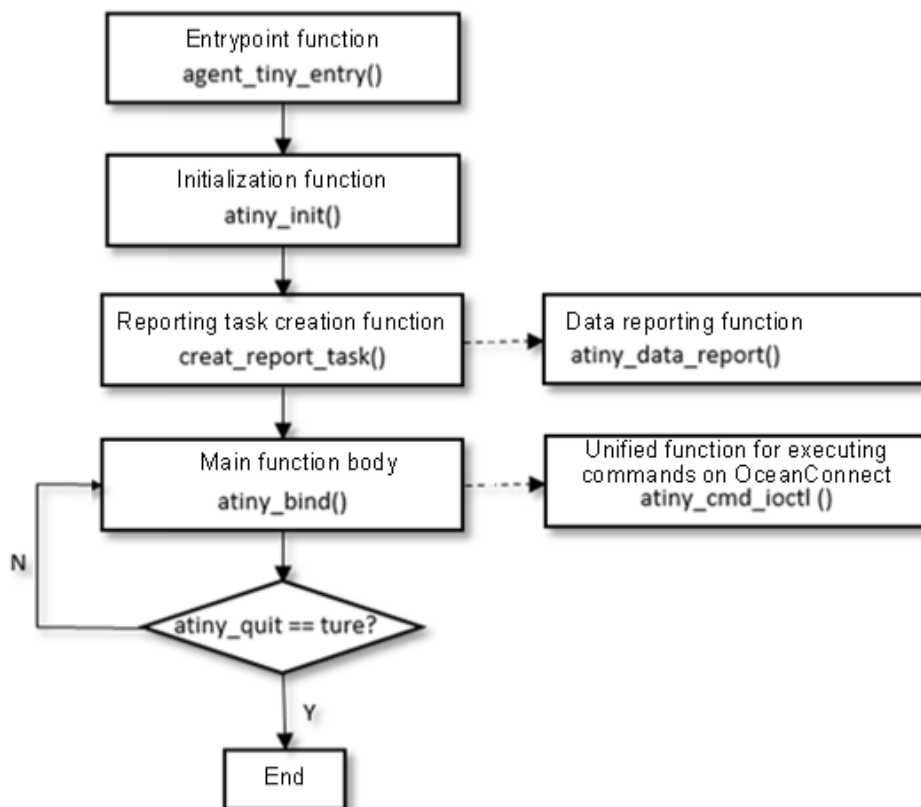 Entrypoint function
agent_tiny_entry()
Initialization function
atiny_init()
Reporting task creation function
creat_report_task()
Data reporting function
atiny_data_report()
Main function body
atiny_bind()
Unified function for executing
commands on OceanConnect
atiny_cmd_ioctl ()
N
atiny_quit == ture?
Y
End